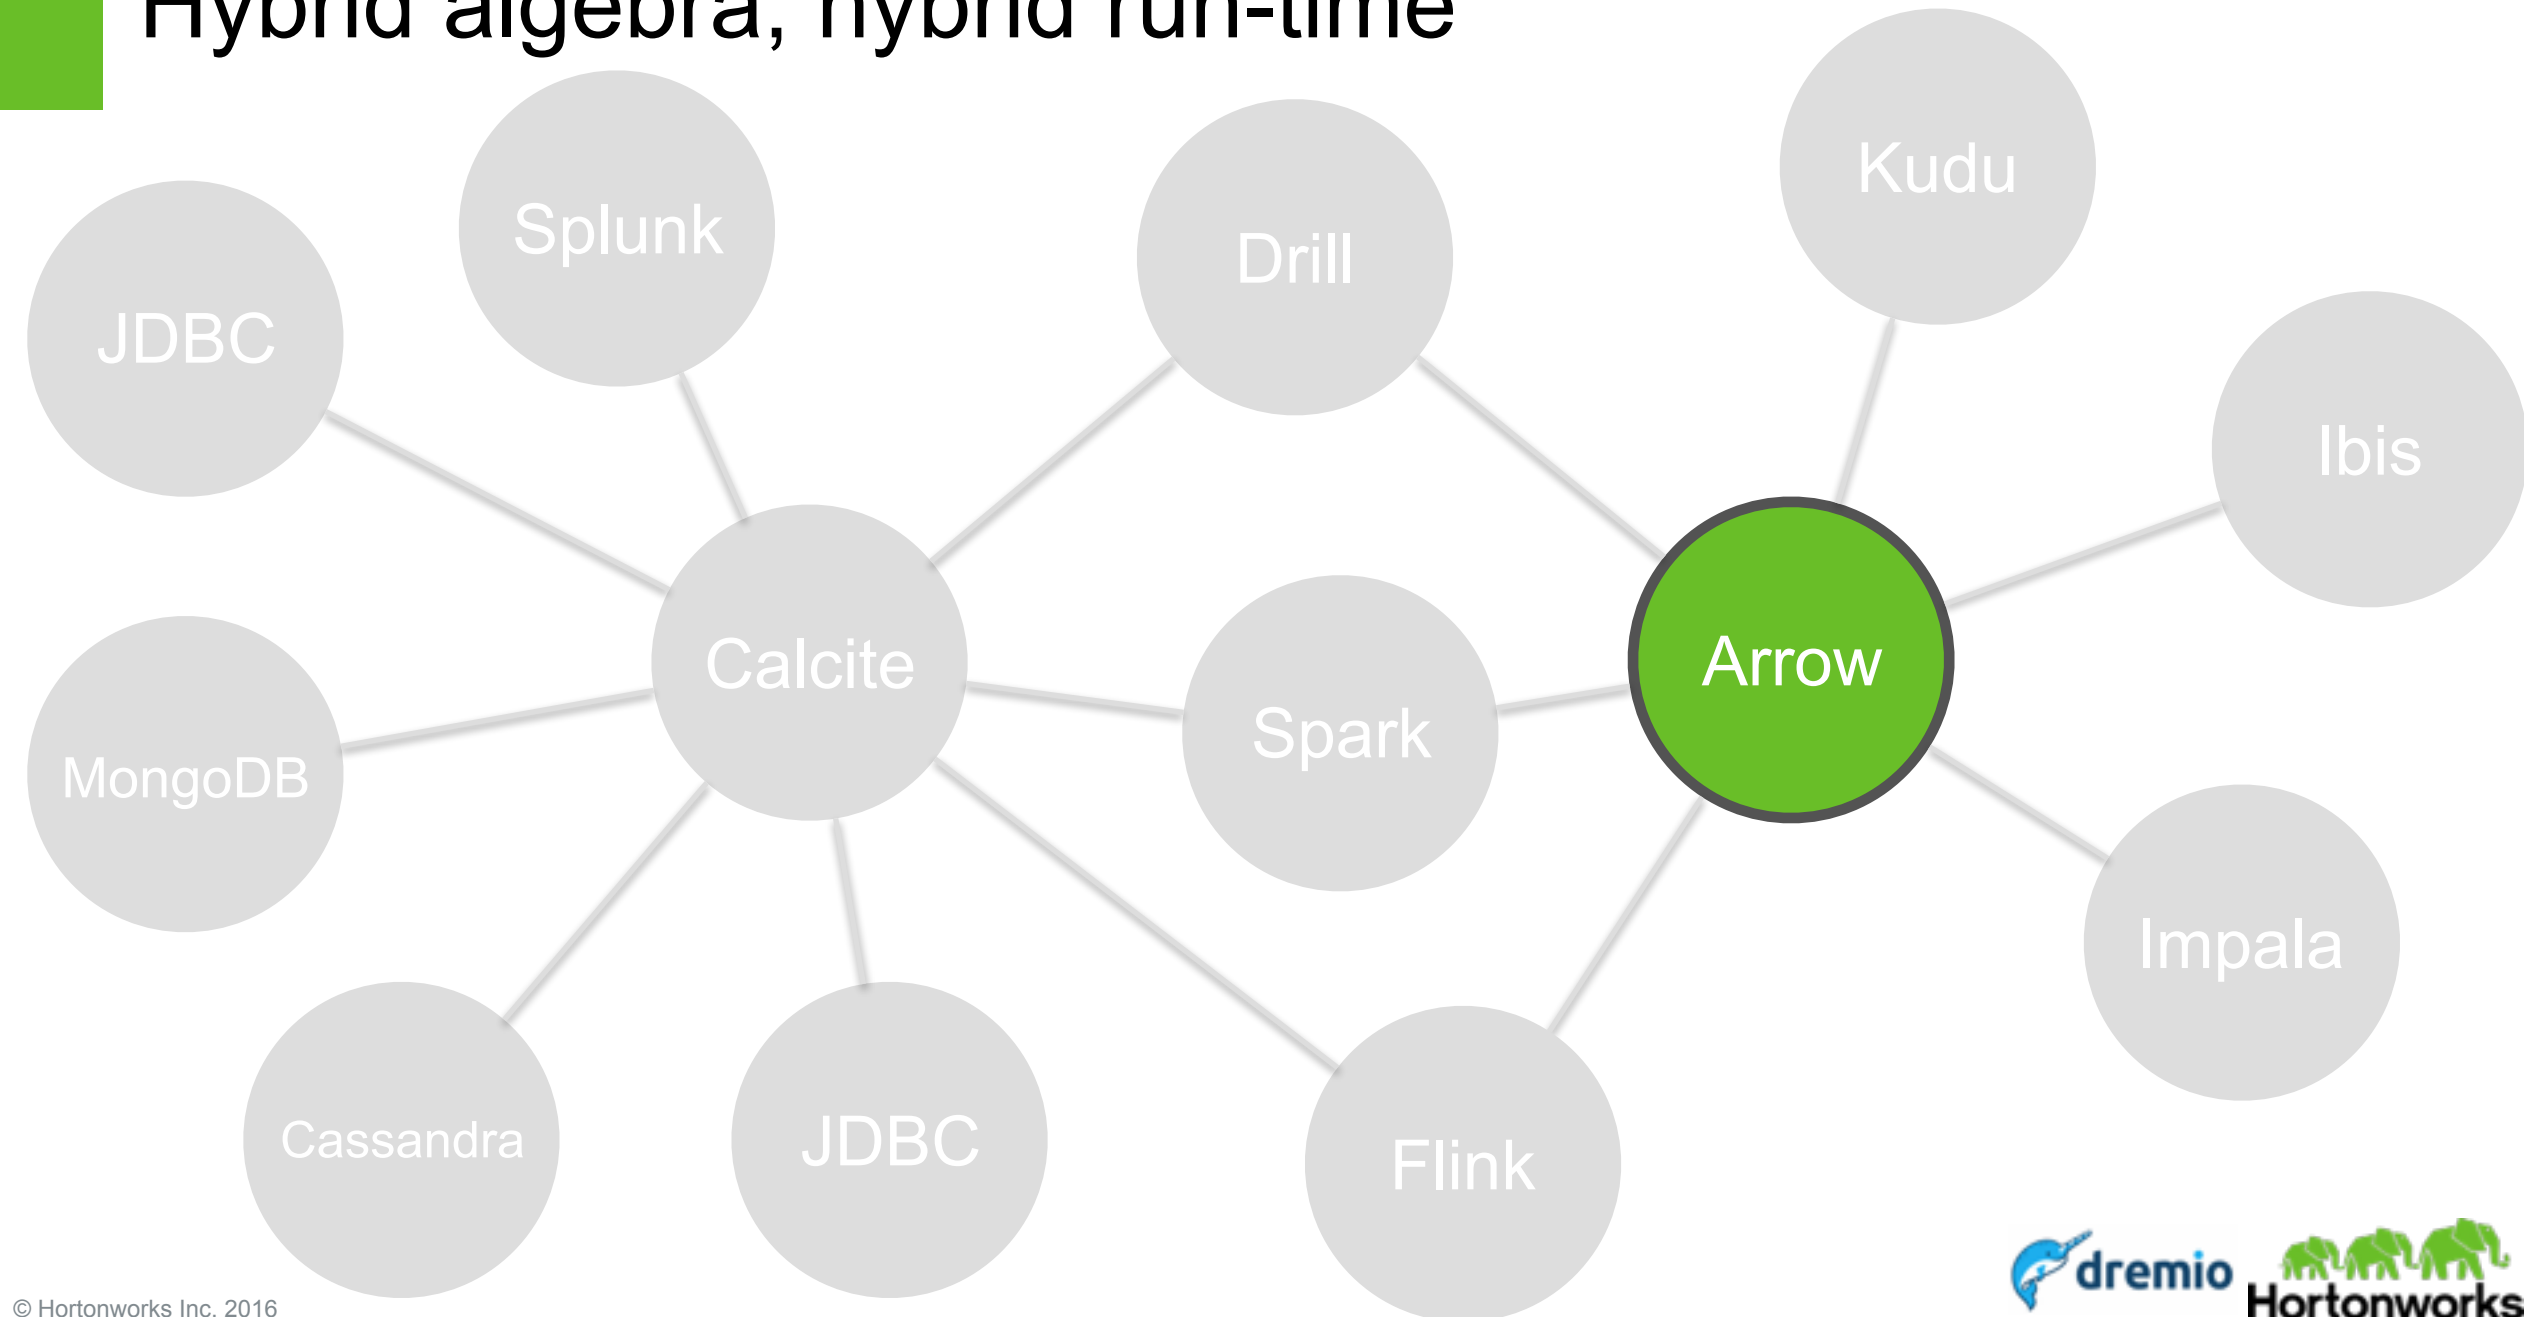 Hybrid algebra, hybrid run-time
Kudu
Splunk
Drill
JDBC
Ibis
Calcite
Arrow
Spark
MongoDB
Impala
Cassandra
JDBC
Flink
dremio
Hortonworks
© Hortonworks Inc. 2016